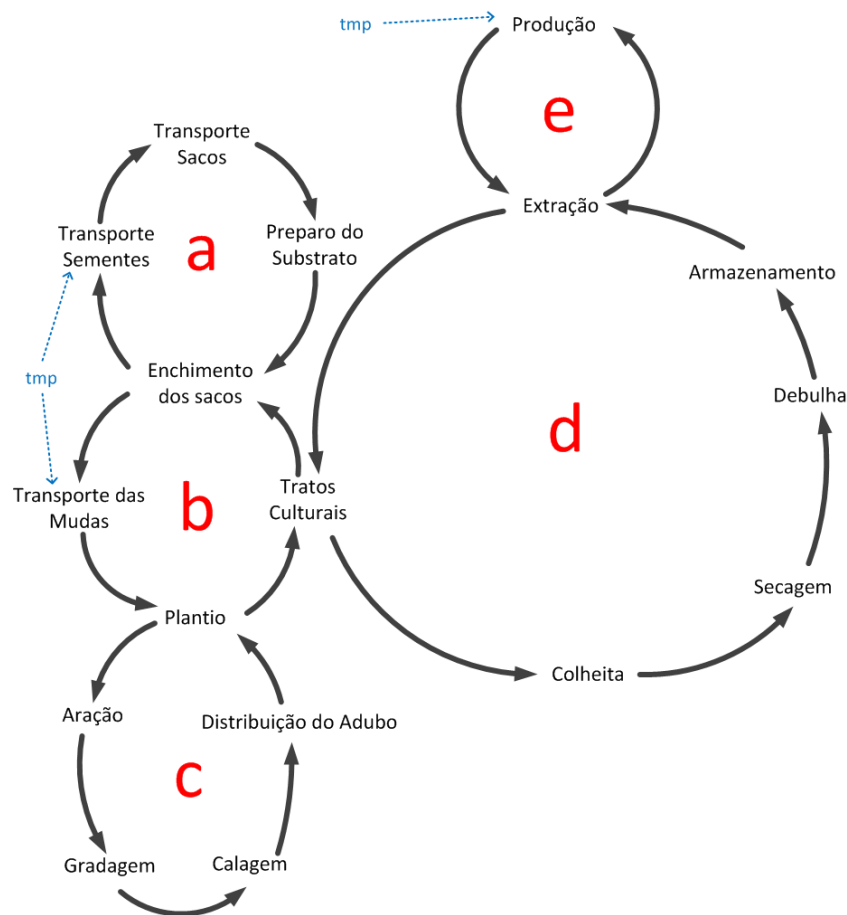 tmp
Produção
e
Transporte
Sacos
Extração
Transporte
Sementes
a
Preparo do
Substrato
Armazenamento
tmp
Enchimento
dos sacos
Debulha
d
Transporte das
Mudas
b
Tratos
Culturais
Secagem
Plantio
Colheita
Aração
Distribuição do Adubo
c
Gradagem
Calagem